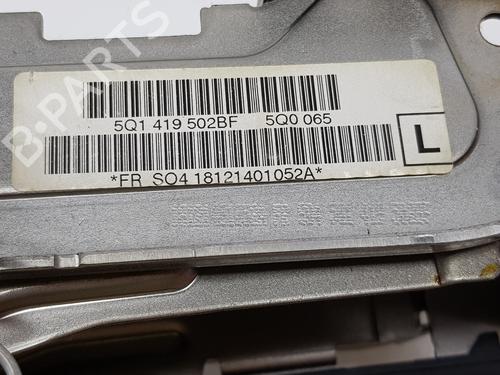 B-PARTS
5Q1 419 502BF 5Q0 065
L
*FR SO4 18121401052A*